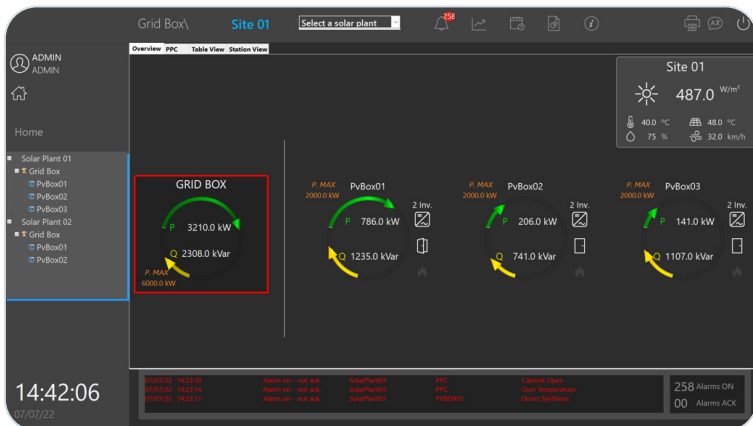 Grid Box\ Site 01 Select a solar plant 258
Overview PPC Table View Station View
ADMIN
ADMIN
Home
Solar Plant 01
Grid Box
PvBox01
PvBox02
PvBox03
Solar Plant 02
Grid Box
PvBox01
PvBox02
14:42:06
07/07/22
Site 01
487.0 W/m²
40.0 °C 48.0 °C
75 % 32.0 km/h
GRID BOX
P 3210.0 kW
Q 2308.0 kVar
P. MAX
6000.0 kW
P. MAX
2000.0 kW
PvBox01
2 Inv.
P 786.0 kW
Q 1235.0 kVar
P. MAX
2000.0 kW
PvBox02
2 Inv.
P 206.0 kW
Q 741.0 kVar
P. MAX
2000.0 kW
PvBox03
2 Inv.
P 141.0 kW
Q 1107.0 kVar
07/07/22 14:23:10 Alarm on - not ack. SolarPlant01 PPC Cabinet Open
07/07/22 14:23:14 Alarm on - not ack. PPC Over Temperature
07/07/22 14:23:17 Alarm on - not ack. Doors
258 Alarms ON
00 Alarms ACK